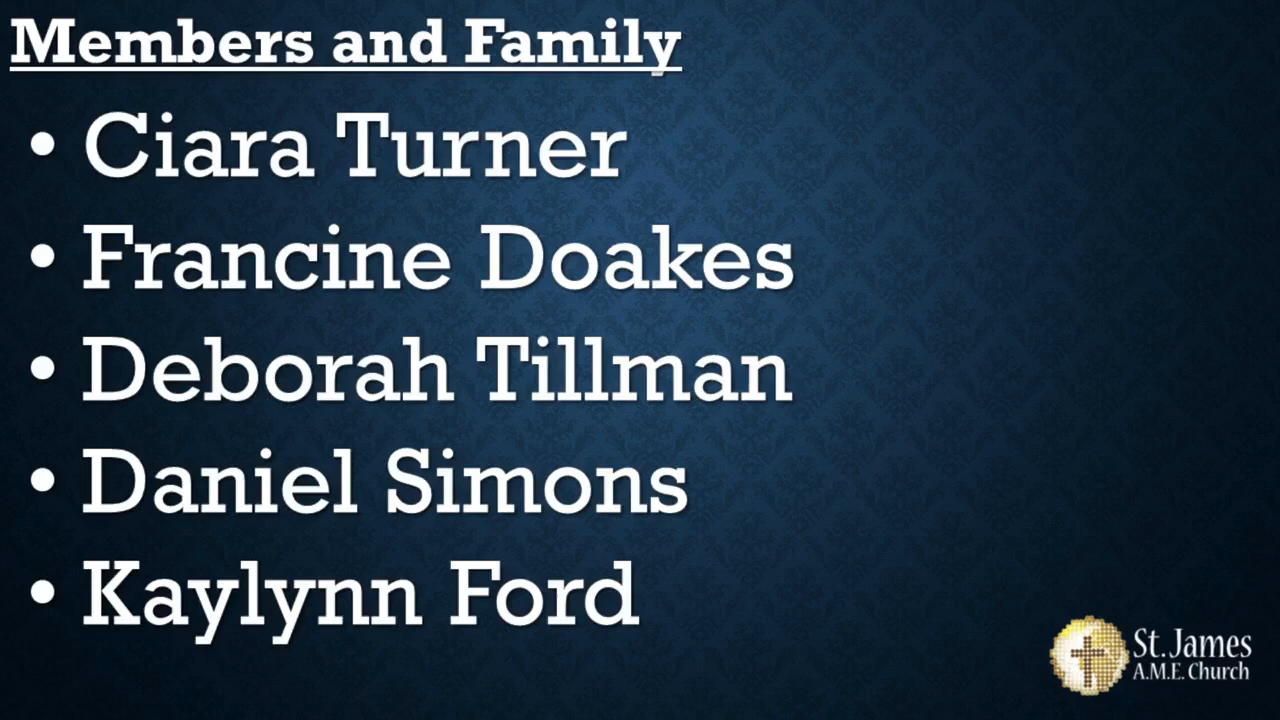 Members and Family
• Ciara Turner
• Francine Doakes
• Deborah Tillman
• Daniel Simons
• Kaylynn Ford
St. James
A.M.E. Church